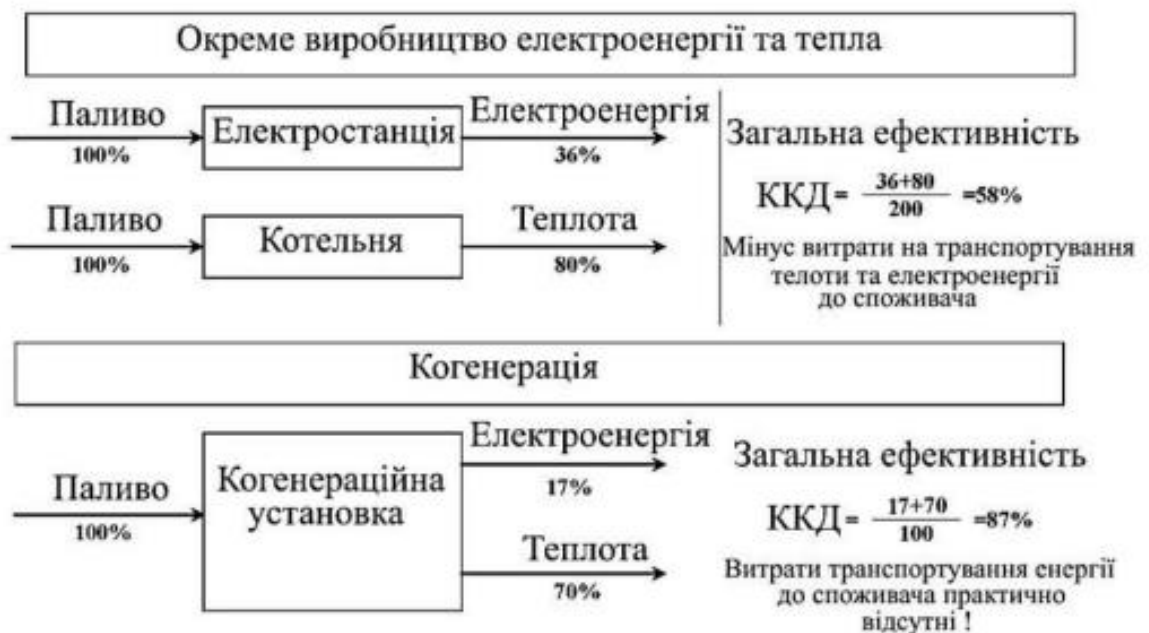 Окреме виробництво електроенергії та тепла
Паливо
100%
Електростанція
Електроенергія
36%
Паливо
100%
Котельня
Теплота
80%
Загальна ефективність
ККД = 36+80 / 200 =58%
Мінус витрати на транспортування
телоти та електроенергії
до споживача
Когенерація
Паливо
100%
Когенераційна
установка
Електроенергія
17%
Теплота
70%
Загальна ефективність
ККД = 17+70 / 100 =87%
Витрати транспортування енергії
до споживача практично
відсутні !